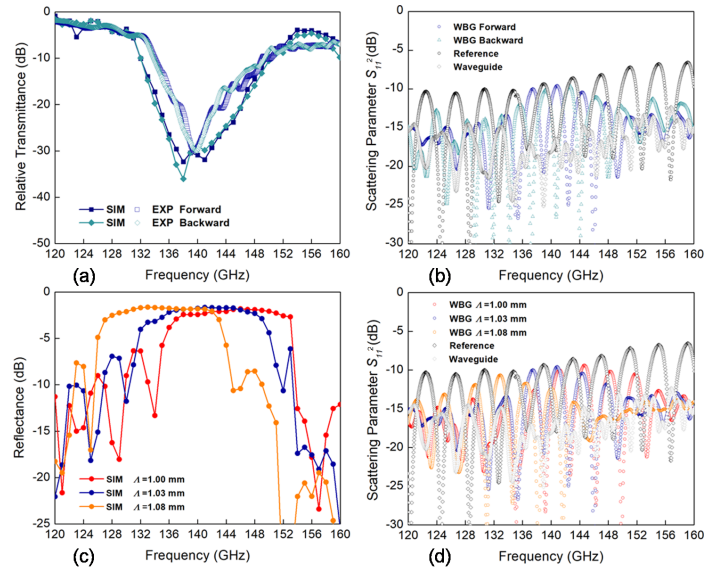 0
-10
-20
-30
-40
-50
Relative Transmittance (dB)
SIM EXP Forward
SIM EXP Backward
120 124 128 132 136 140 144 148 152 156 160
(a) Frequency (GHz)
0
-5
-10
-15
-20
-25
-30
Scattering Parameter S₁₁² (dB)
WBG Forward
WBG Backward
Reference
Waveguide
120 124 128 132 136 140 144 148 152 156 160
(b) Frequency (GHz)
0
-5
-10
-15
-20
-25
Reflectance (dB)
SIM Λ=1.00 mm
SIM Λ=1.03 mm
SIM Λ=1.08 mm
120 124 128 132 136 140 144 148 152 156 160
(c) Frequency (GHz)
0
-5
-10
-15
-20
-25
-30
Scattering Parameter S₁₁² (dB)
WBG Λ=1.00 mm
WBG Λ=1.03 mm
WBG Λ=1.08 mm
Reference
Waveguide
120 124 128 132 136 140 144 148 152 156 160
(d) Frequency (GHz)